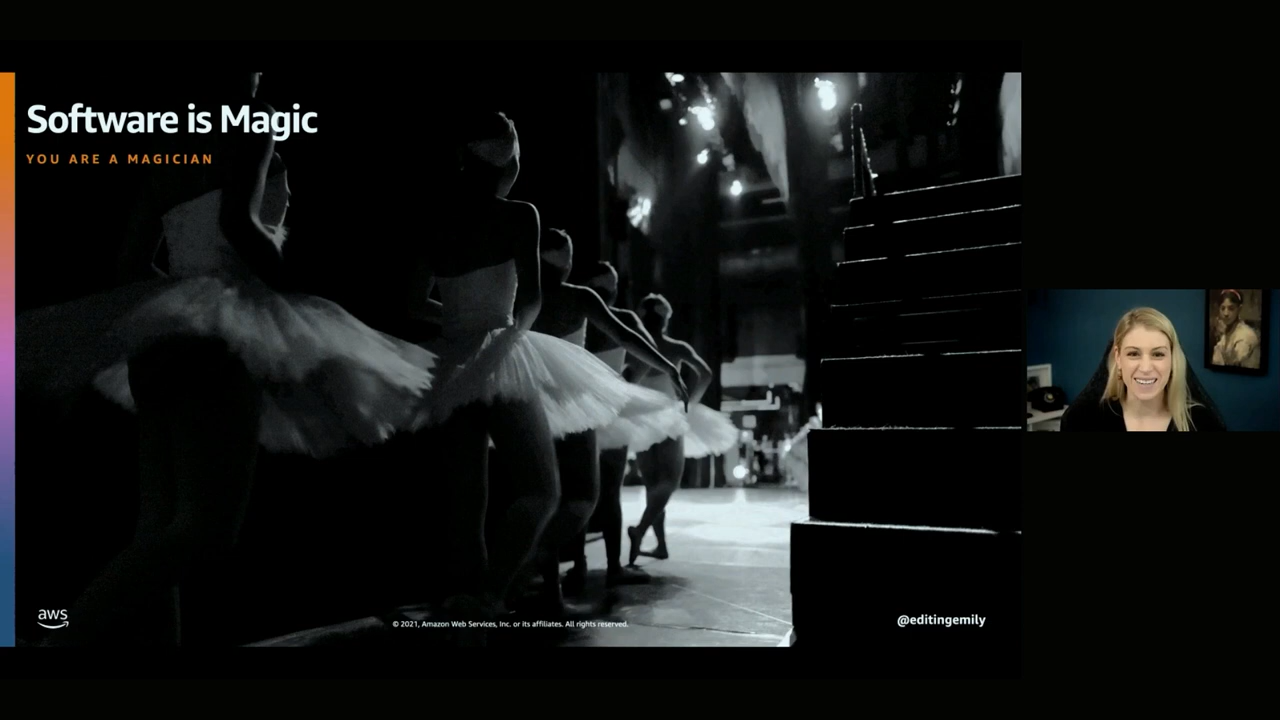 Software is Magic
YOU ARE A MAGICIAN
aws
© 2021, Amazon Web Services, Inc. or its affiliates. All rights reserved.
@editingemily